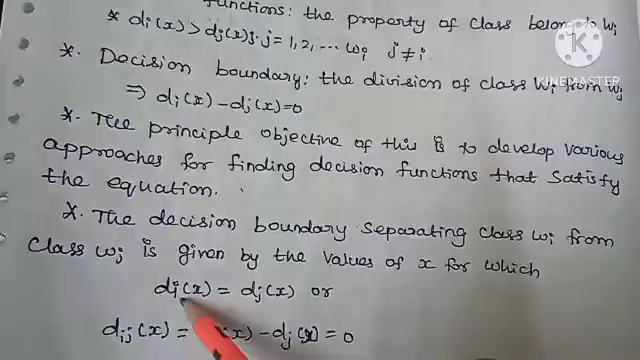 functions: the property of class belongs to wi
* di(x) > dj(x); j = 1, 2, ... wi j ≠ i
*. Decision boundary: the division of class wi from wj
⇒ di(x) - dj(x) = 0
*. The principle objective of this is to develop various
approaches for finding decision functions that satisfy
the equation.
*. The decision boundary separating class wi from
class wj is given by the values of x for which
di(x) = dj(x) or
dij(x) = (x) - dj(x) = 0
K
KINEMASTER